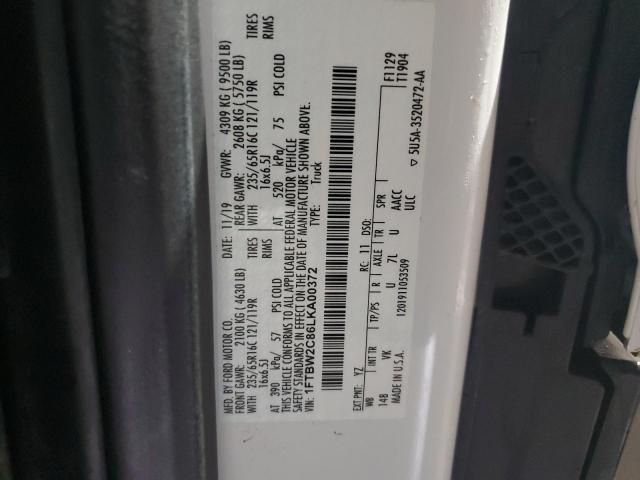 MFD. BY FORD MOTOR CO.
DATE: 11/19 GVWR: 4309 KG ( 9500 LB)
FRONT GAWR: 2100 KG ( 4630 LB) REAR GAWR: 2608 KG ( 5750 LB)
WITH 235/65R16C 121/119R TIRES WITH 235/65R16C 121/119R TIRES
16x6.5J RIMS 16x6.5J RIMS
AT 390 kPa/ 57 PSI COLD AT 520 kPa/ 75 PSI COLD
THIS VEHICLE CONFORMS TO ALL APPLICABLE FEDERAL MOTOR VEHICLE
SAFETY STANDARDS IN EFFECT ON THE DATE OF MANUFACTURE SHOWN ABOVE.
VIN: 1FTBW2C86LKA00372 TYPE: Truck
EXT PNT: YZ RC: 11 DSO: F1129
WB INT TR TP/PS R AXLE TR SPR T1904
148 VK U 7L U AACC
ULC
MADE IN U.S.A. 1201911053509 ▽ 5U5A-3520472-AA